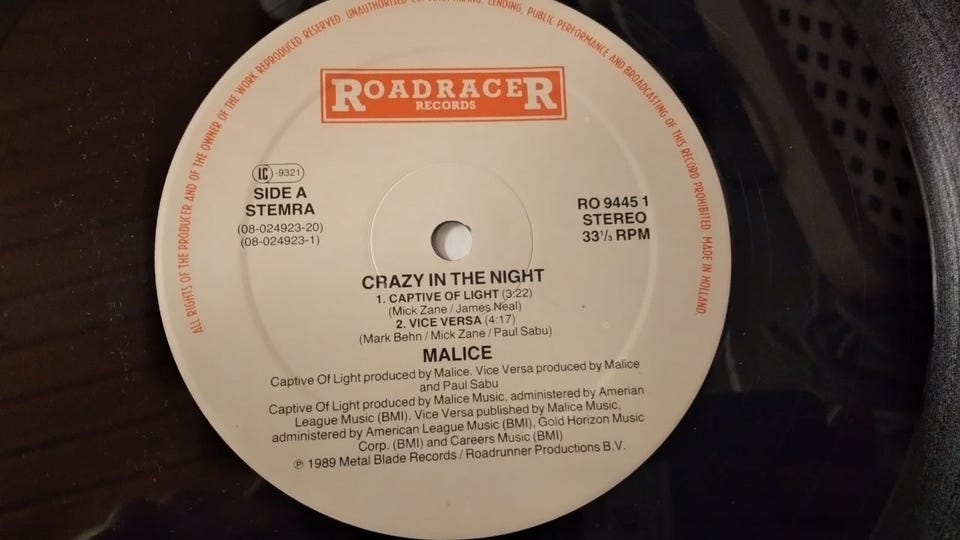 ALL RIGHTS OF THE PRODUCER AND OF THE OWNER OF THE WORK REPRODUCED RESERVED. UNAUTHORISED COPYING, HIRING, LENDING, PUBLIC PERFORMANCE AND BROADCASTING OF THIS RECORD PROHIBITED. MADE IN HOLLAND.
ROADRACER
RECORDS
IC -9321
SIDE A
STEMRA
(08-024923-20)
(08-024923-1)
RO 9445 1
STEREO
33⅓ RPM
CRAZY IN THE NIGHT
1. CAPTIVE OF LIGHT (3:22)
(Mick Zane / James Neal)
2. VICE VERSA (4:17)
(Mark Behn / Mick Zane / Paul Sabu)
MALICE
Captive Of Light produced by Malice. Vice Versa produced by Malice
and Paul Sabu
Captive Of Light produced by Malice Music, administered by Amerian
League Music (BMI). Vice Versa published by Malice Music,
administered by American League Music (BMI), Gold Horizon Music
Corp. (BMI) and Careers Music (BMI)
℗ 1989 Metal Blade Records / Roadrunner Productions B.V.